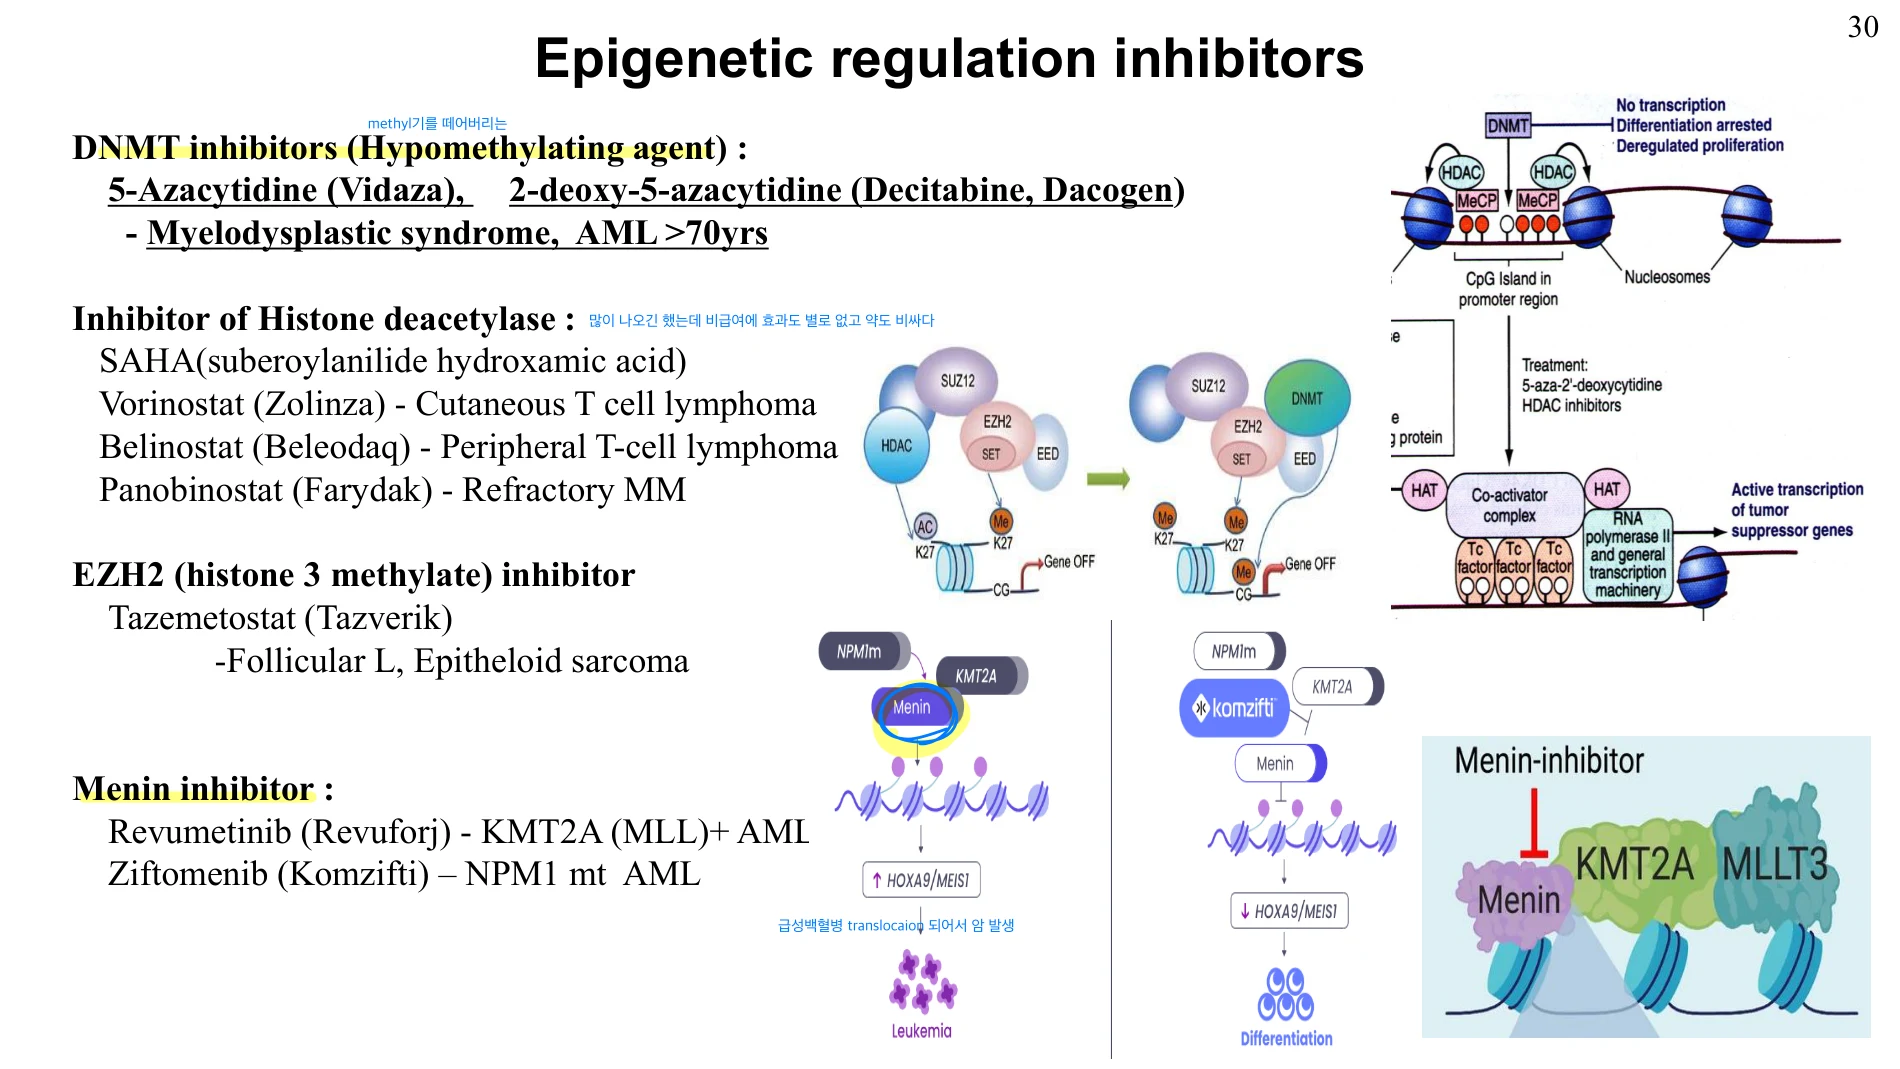 30
Epigenetic regulation inhibitors
methyl기를 떼어버리는
DNMT inhibitors (Hypomethylating agent) :
5-Azacytidine (Vidaza), 2-deoxy-5-azacytidine (Decitabine, Dacogen)
- Myelodysplastic syndrome, AML >70yrs
Inhibitor of Histone deacetylase :
많이 나오긴 했는데 비급여에 효과도 별로 없고 약도 비싸다
SAHA(suberoylanilide hydroxamic acid)
Vorinostat (Zolinza) - Cutaneous T cell lymphoma
Belinostat (Beleodaq) - Peripheral T-cell lymphoma
Panobinostat (Farydak) - Refractory MM
EZH2 (histone 3 methylate) inhibitor
Tazemetostat (Tazverik)
-Follicular L, Epitheloid sarcoma
Menin inhibitor :
Revumetinib (Revuforj) - KMT2A (MLL)+ AML
Ziftomenib (Komzifti) – NPM1 mt AML
SUZ12
EZH2
HDAC
SET
EED
AC
Me
K27
K27
Gene OFF
CG
SUZ12
DNMT
EZH2
SET
EED
Me
Me
K27
K27
Gene OFF
Me
CG
DNMT
No transcription
Differentiation arrested
Deregulated proliferation
HDAC
HDAC
MeCP
MeCP
CpG Island in
promoter region
Nucleosomes
se
Treatment:
5-aza-2'-deoxycytidine
HDAC inhibitors
e
g protein
HAT
Co-activator
complex
HAT
Active transcription
of tumor
suppressor genes
RNA
polymerase II
and general
transcription
machinery
Tc
factor
Tc
factor
Tc
factor
NPM1m
KMT2A
Menin
↑ HOXA9/MEIS1
급성백혈병 translocaion 되어서 암 발생
Leukemia
NPM1m
KMT2A
komzifti
Menin
↓ HOXA9/MEIS1
Differentiation
Menin-inhibitor
KMT2A
MLLT3
Menin